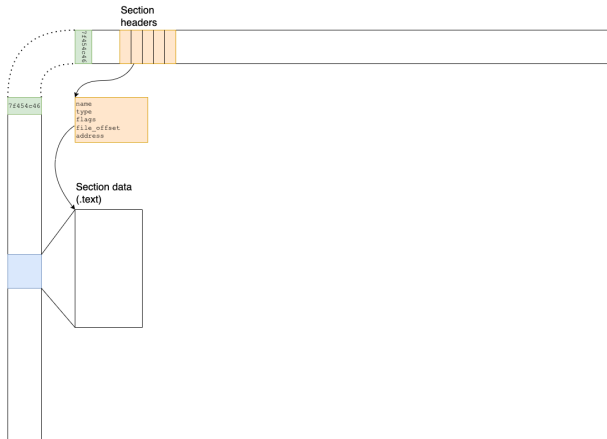 Section
headers
7f454c46
7f454c46
name
type
flags
file_offset
address
Section data
(.text)